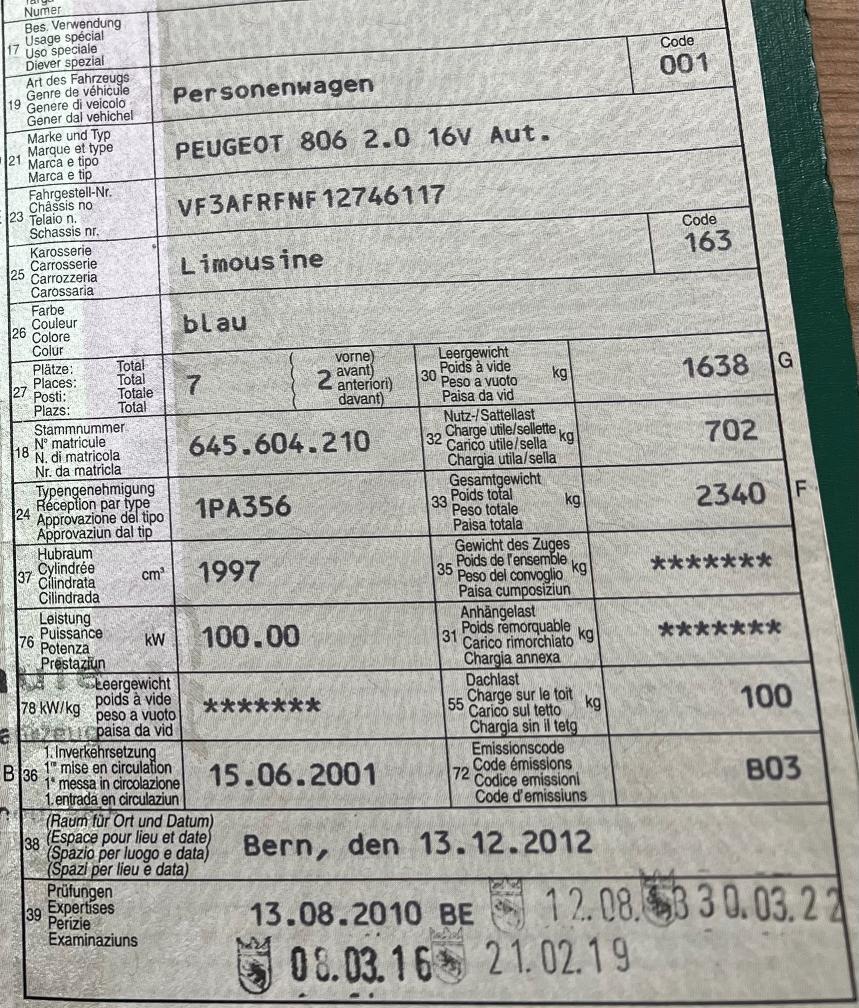 Numer
17 Bes. Verwendung
Usage spécial
Uso speciale
Diever spezial
19 Art des Fahrzeugs
Genre de véhicule
Genere di veicolo
Gener dal vehichel
Personenwagen
Code
001
21 Marke und Typ
Marque et type
Marca e tipo
Marca e tip
PEUGEOT 806 2.0 16V Aut.
23 Fahrgestell-Nr.
Châssis no
Telaio n.
Schassis nr.
VF3AFRFNF12746117
25 Karosserie
Carrosserie
Carrozzeria
Carossaria
Limousine
Code
163
26 Farbe
Couleur
Colore
Colur
blau
27 Plätze: Total
Places: Total
Posti: Totale
Plazs: Total
7
2 vorne)
avant)
anteriori)
davant)
30 Leergewicht
Poids à vide
Peso a vuoto
Paisa da vid
kg
1638 G
18 Stammnummer
N° matricule
N. di matricola
Nr. da matricla
645.604.210
32 Nutz-/Sattellast
Charge utile/sellette
Carico utile/sella
Chargia utila/sella
kg
702
24 Typengenehmigung
Réception par type
Approvazione del tipo
Approvaziun dal tip
1PA356
33 Gesamtgewicht
Poids total
Peso totale
Paisa totala
kg
2340 F
37 Hubraum
Cylindrée
Cilindrata
Cilindrada
cm³
1997
35 Gewicht des Zuges
Poids de l'ensemble
Peso del convoglio
Paisa cumposiziun
kg
*******
76 Leistung
Puissance
Potenza
Prestaziun
kW
100.00
31 Anhängelast
Poids remorquable
Carico rimorchiato
Chargia annexa
kg
*******
78 kW/kg Leergewicht
poids à vide
peso a vuoto
paisa da vid
*******
55 Dachlast
Charge sur le toit
Carico sul tetto
Chargia sin il tetg
kg
100
B 36 1. Inverkehrsetzung
1re mise en circulation
1a messa in circolazione
1. entrada en circulaziun
15.06.2001
72 Emissionscode
Code émissions
Codice emissioni
Code d'emissiuns
B03
38 (Raum für Ort und Datum)
(Espace pour lieu et date)
(Spazio per luogo e data)
(Spazi per lieu e data)
Bern, den 13.12.2012
39 Prüfungen
Expertises
Perizie
Examinaziuns
13.08.2010 BE 12.08. 3 30.03.22
08.03.16 21.02.19